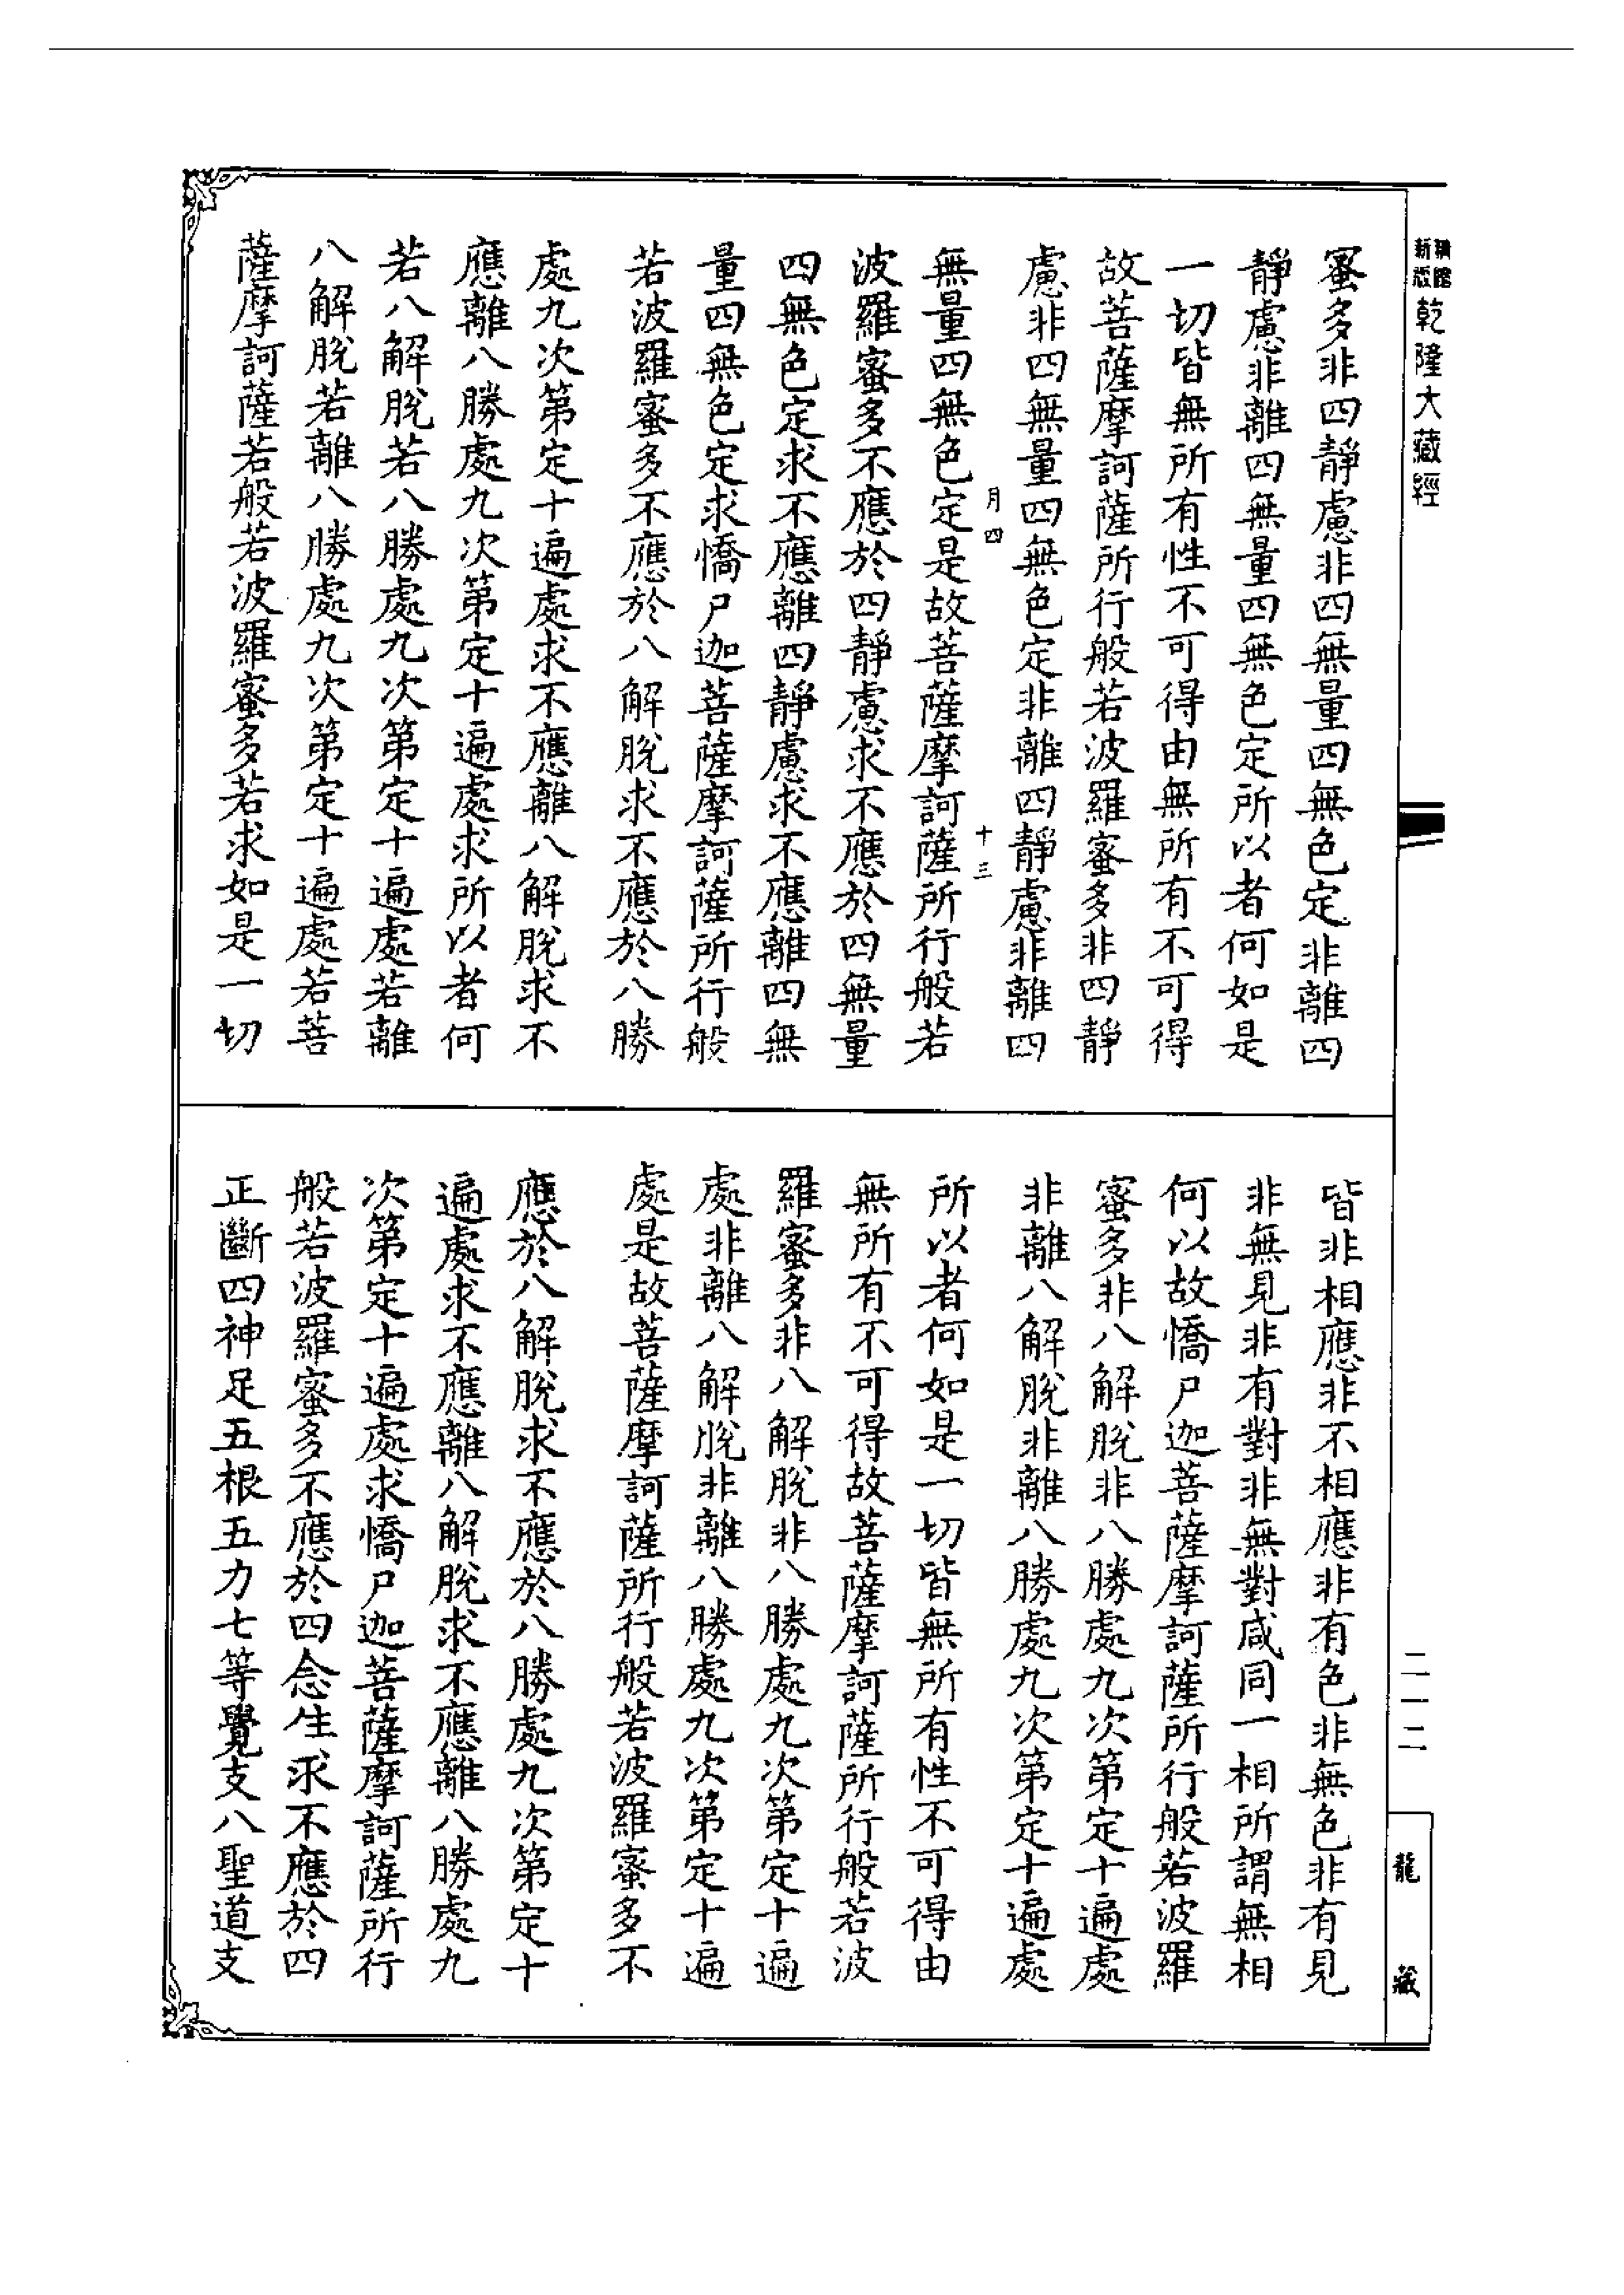 乾隆大藏經
蜜多非四靜慮非四無量四無色定非離四
靜慮非離四無量四無色定所以者何如是
一切皆無所有性不可得由無所有不可得
故菩薩摩訶薩所行般若波羅蜜多非四靜
慮非四無量四無色定非離四靜慮非離四
月四
十三
無量四無色定是故菩薩摩訶薩所行般若
波羅蜜多不應於四靜慮求不應於四無量
四無色定求不應離四靜慮求不應離四無
量四無色定求憍尸迦菩薩摩訶薩所行般
若波羅蜜多不應於八解脫求不應於八勝
處九次第定十遍處求不應離八解脫求不
應離八勝處九次第定十遍處求所以者何
若八解脫若八勝處九次第定十遍處若離
八解脫若離八勝處九次第定十遍處若菩
薩摩訶薩若般若波羅蜜多若求如是一切
皆非相應非不相應非有色非無色非有見
非無見非有對非無對咸同一相所謂無相
何以故憍尸迦菩薩摩訶薩所行般若波羅
蜜多非八解脫非八勝處九次第定十遍處
非離八解脫非離八勝處九次第定十遍處
所以者何如是一切皆無所有性不可得由
無所有不可得故菩薩摩訶薩所行般若波
羅蜜多非八解脫非八勝處九次第定十遍
處非離八解脫非離八勝處九次第定十遍
處是故菩薩摩訶薩所行般若波羅蜜多不
應於八解脫求不應於八勝處九次第定十
遍處求不應離八解脫求不應離八勝處九
次第定十遍處求憍尸迦菩薩摩訶薩所行
般若波羅蜜多不應於四念住求不應於四
正斷四神足五根五力七等覺支八聖道支
二一二
龍藏